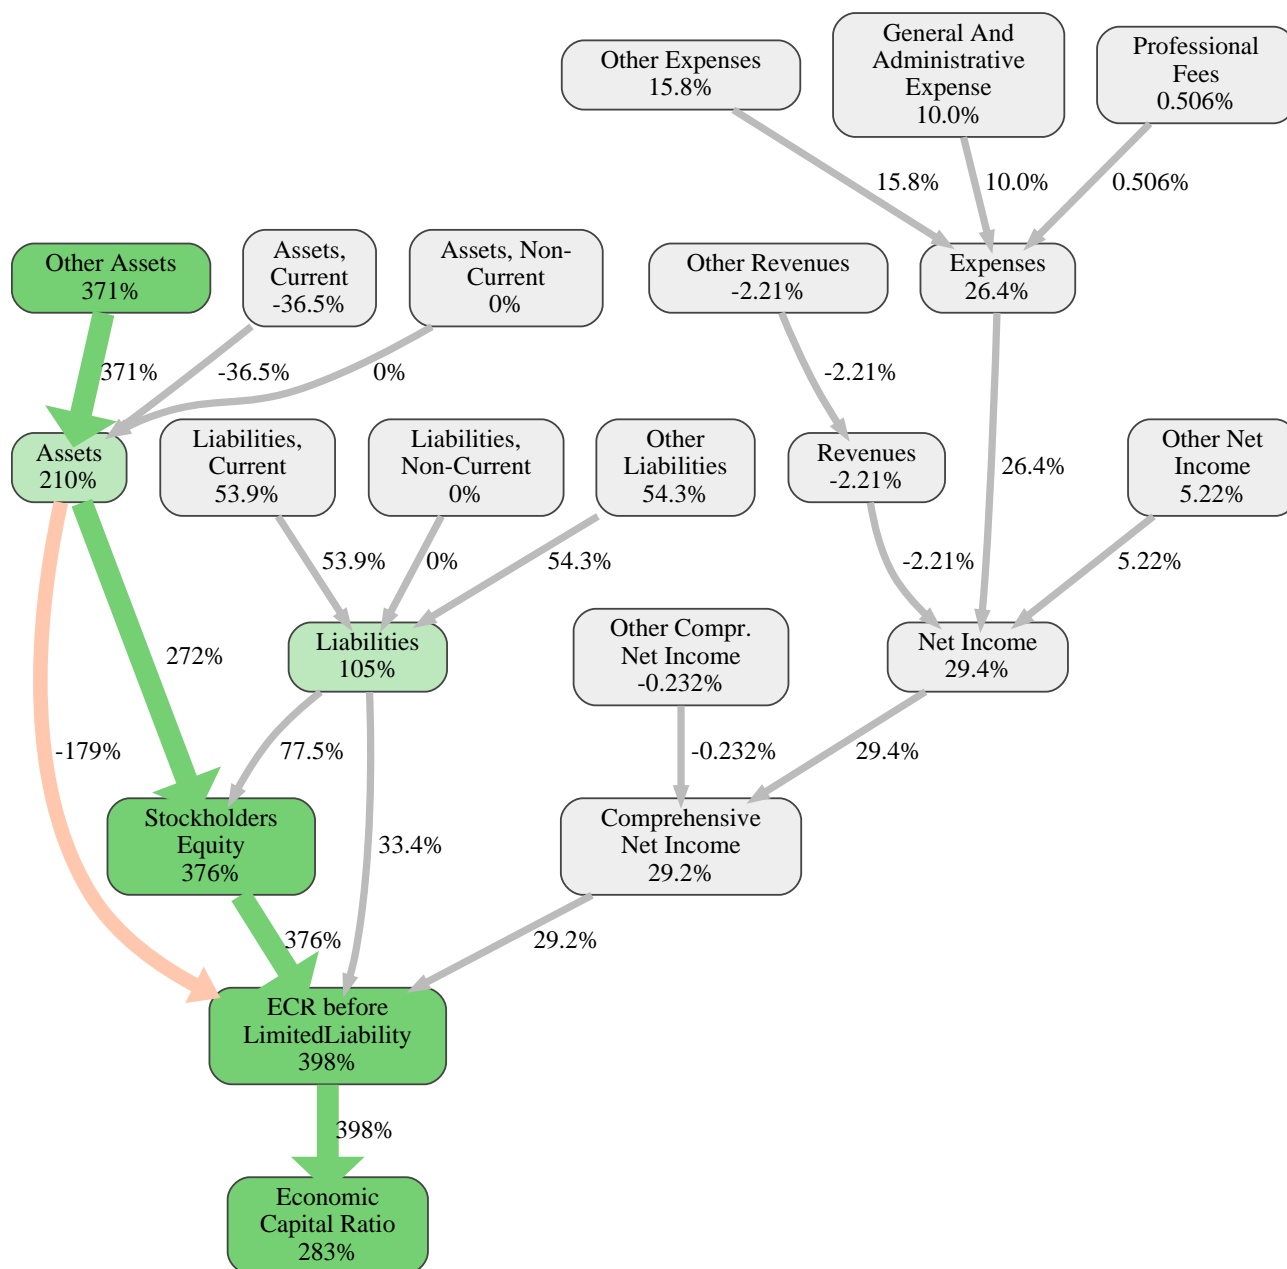 General And
Administrative
Expense
10.0%
Other Expenses
15.8%
Professional
Fees
0.506%
15.8%
10.0%
0.506%
Other Assets
371%
Assets,
Current
-36.5%
Assets, Non-
Current
0%
Other Revenues
-2.21%
Expenses
26.4%
371%
-36.5%
0%
-2.21%
Assets
210%
Liabilities,
Current
53.9%
Liabilities,
Non-Current
0%
Other
Liabilities
54.3%
Revenues
-2.21%
26.4%
Other Net
Income
5.22%
53.9%
0%
54.3%
-2.21%
5.22%
272%
Liabilities
105%
Other Compr.
Net Income
-0.232%
Net Income
29.4%
-179%
77.5%
-0.232%
29.4%
Stockholders
Equity
376%
33.4%
Comprehensive
Net Income
29.2%
376%
29.2%
ECR before
LimitedLiability
398%
398%
Economic
Capital Ratio
283%